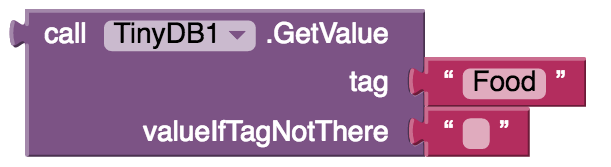 call TinyDB1 .GetValue
tag “ Food ”
valueIfTagNotThere “ ”